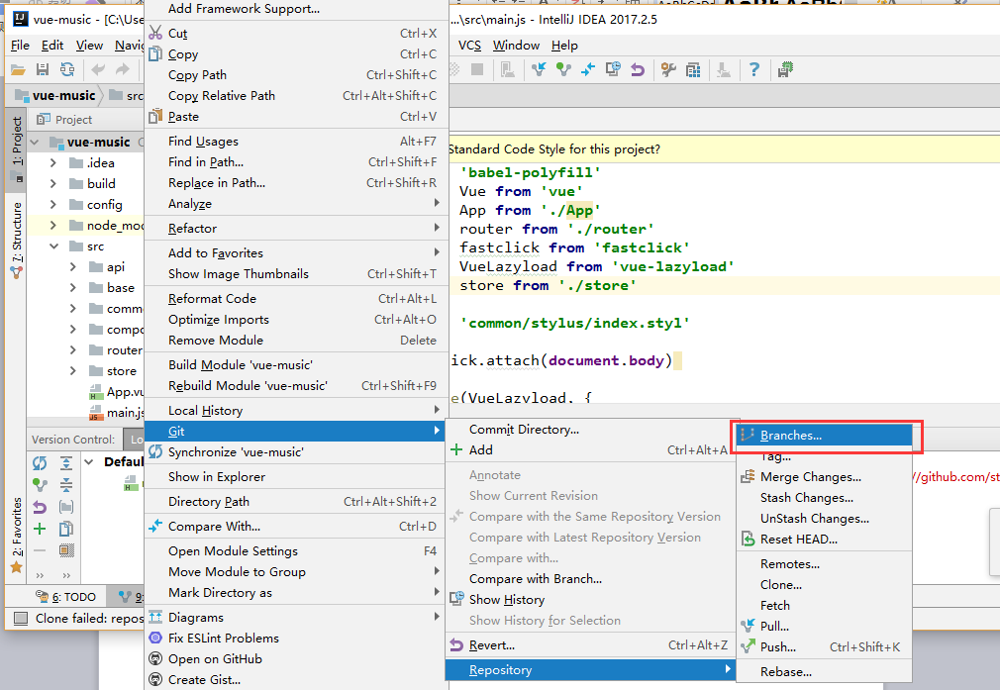 Add Framework Support...
vue-music - [C:\Use
...\src\main.js - IntelliJ IDEA 2017.2.5
File Edit View Navig
VCS Window Help
vue-music
src
Project
1: Project
vue-music
.idea
build
config
node_mod
src
api
base
comm
compo
router
store
App.vu
main.js
7: Structure
2: Favorites
Version Control:
Lo
Defaul
6: TODO
9:
Clone failed: repos
Cut Ctrl+X
Copy Ctrl+C
Copy Path Ctrl+Shift+C
Copy Relative Path Ctrl+Alt+Shift+C
Paste Ctrl+V
Find Usages Alt+F7
Find in Path... Ctrl+Shift+F
Replace in Path... Ctrl+Shift+R
Analyze
Refactor
Add to Favorites
Show Image Thumbnails Ctrl+Shift+T
Reformat Code Ctrl+Alt+L
Optimize Imports Ctrl+Alt+O
Remove Module Delete
Build Module 'vue-music'
Rebuild Module 'vue-music' Ctrl+Shift+F9
Local History
Git
Synchronize 'vue-music'
Show in Explorer
Directory Path Ctrl+Alt+Shift+2
Compare With... Ctrl+D
Open Module Settings F4
Move Module to Group
Mark Directory as
Diagrams
Fix ESLint Problems
Open on GitHub
Create Gist...
Standard Code Style for this project?
'babel-polyfill'
Vue from 'vue'
App from './App'
router from './router'
fastclick from 'fastclick'
VueLazyload from 'vue-lazyload'
store from './store'
'common/stylus/index.styl'
ick.attach(document.body)
e(VueLazyload, {
Commit Directory...
Add Ctrl+Alt+A
Annotate
Show Current Revision
Compare with the Same Repository Version
Compare with Latest Repository Version
Compare with...
Compare with Branch...
Show History
Show History for Selection
Revert... Ctrl+Alt+Z
Repository
Branches...
Tag...
Merge Changes...
Stash Changes...
UnStash Changes...
Reset HEAD...
Remotes...
Clone...
Fetch
Pull...
Push... Ctrl+Shift+K
Rebase...
//github.com/st